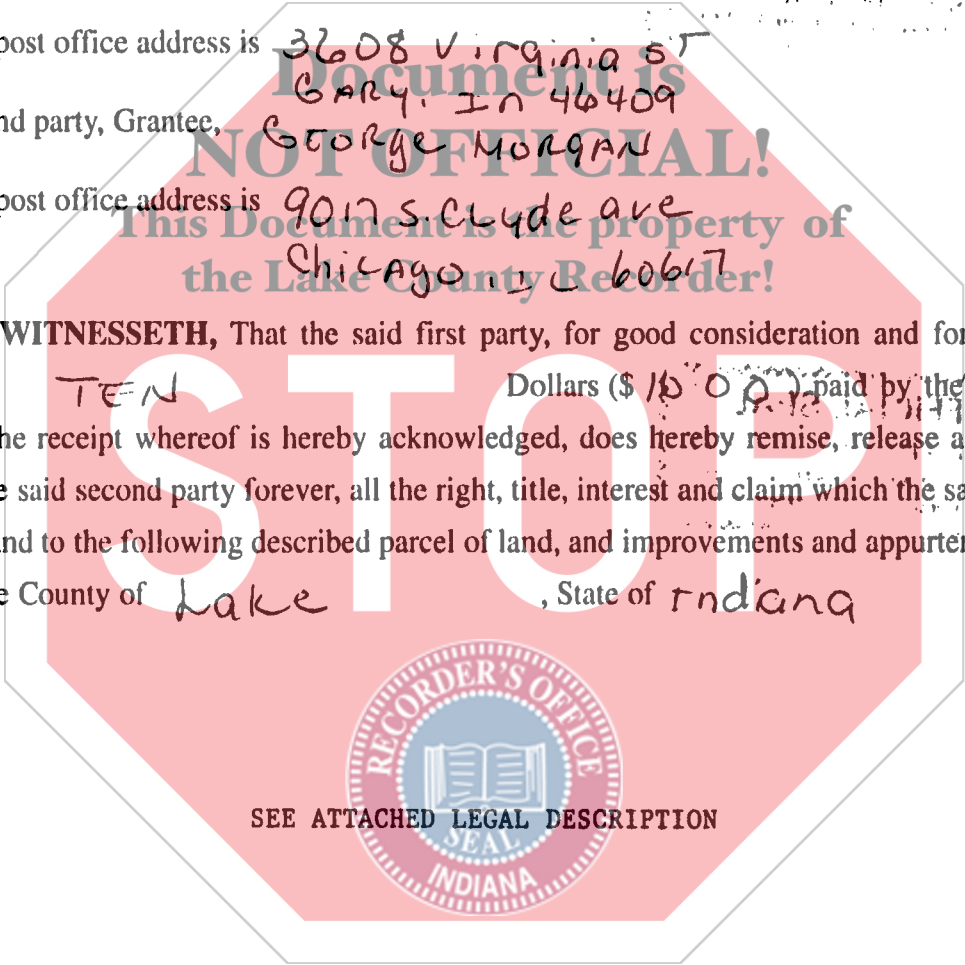 post office address is 3608 Virginia ST
GARY, In 46409
nd party, Grantee, GEORge MORgAN
post office address is 9017 S. CLyde ave
ChicAgo, IL 60617
WITNESSETH, That the said first party, for good consideration and for
TEN Dollars ($ 10 00 ) paid by the
he receipt whereof is hereby acknowledged, does hereby remise, release a
e said second party forever, all the right, title, interest and claim which the sa
nd to the following described parcel of land, and improvements and appurte
e County of Lake , State of Indiana
SEE ATTACHED LEGAL DESCRIPTION
Document is
NOT OFFICIAL!
This Document is the property of
the Lake County Recorder!
STOP
RECORDER'S OFFICE
SEAL
INDIANA